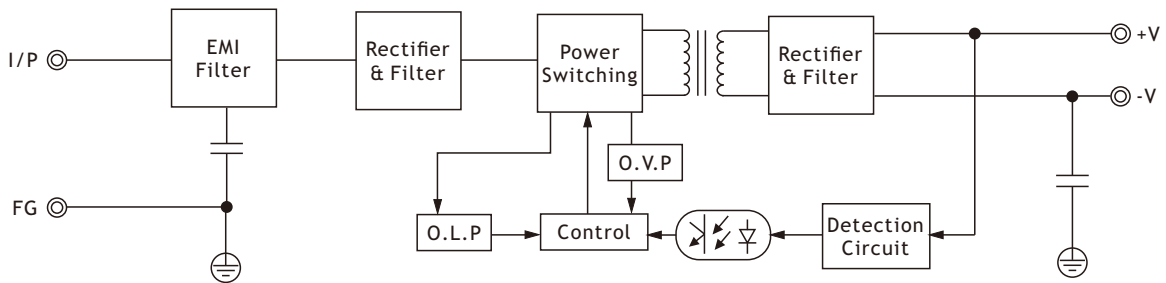 I/P
EMI
Filter
Rectifier
& Filter
Power
Switching
Rectifier
& Filter
+V
-V
O.V.P
FG
O.L.P
Control
Detection
Circuit